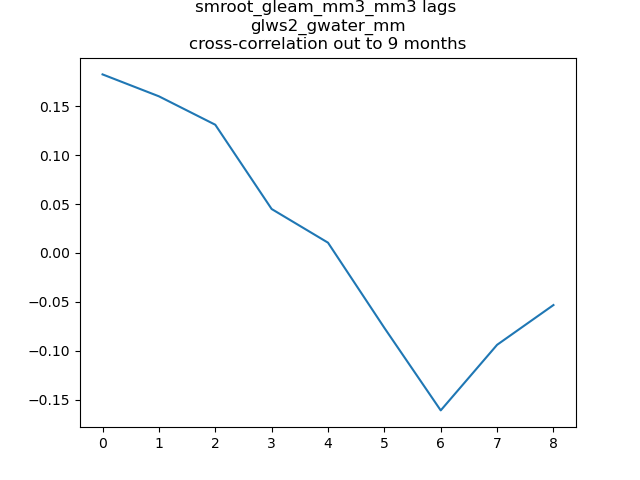 smroot_gleam_mm3_mm3 lags
glws2_gwater_mm
cross-correlation out to 9 months
0.15
0.10
0.05
0.00
−0.05
−0.10
−0.15
0 1 2 3 4 5 6 7 8